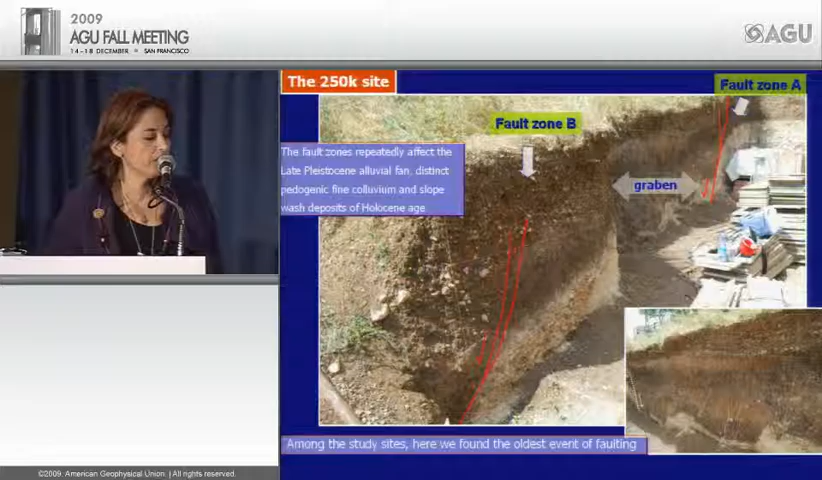 2009
AGU FALL MEETING
14-18 DECEMBER • SAN FRANCISCO
AGU
The 250k site
Fault zone A
Fault zone B
The fault zones repeatedly affect the
Late Pleistocene alluvial fan, distinct
pedogenic fine colluvium and slope
wash deposits of Holocene age
graben
Among the study sites, here we found the oldest event of faulting
©2009. American Geophysical Union. | All rights reserved.